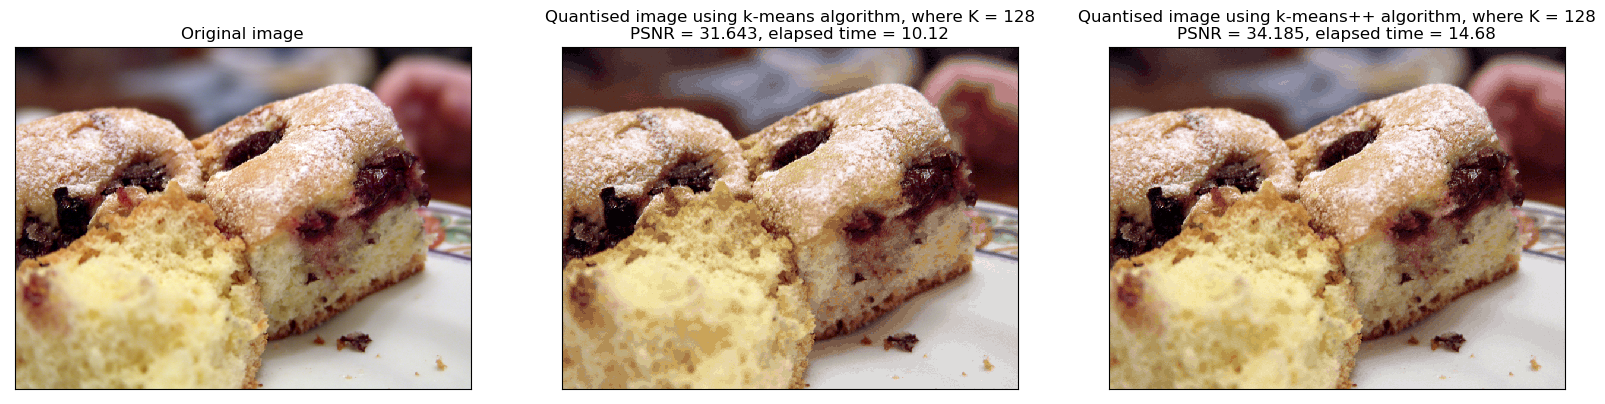 Original image
Quantised image using k-means algorithm, where K = 128
PSNR = 31.643, elapsed time = 10.12
Quantised image using k-means++ algorithm, where K = 128
PSNR = 34.185, elapsed time = 14.68